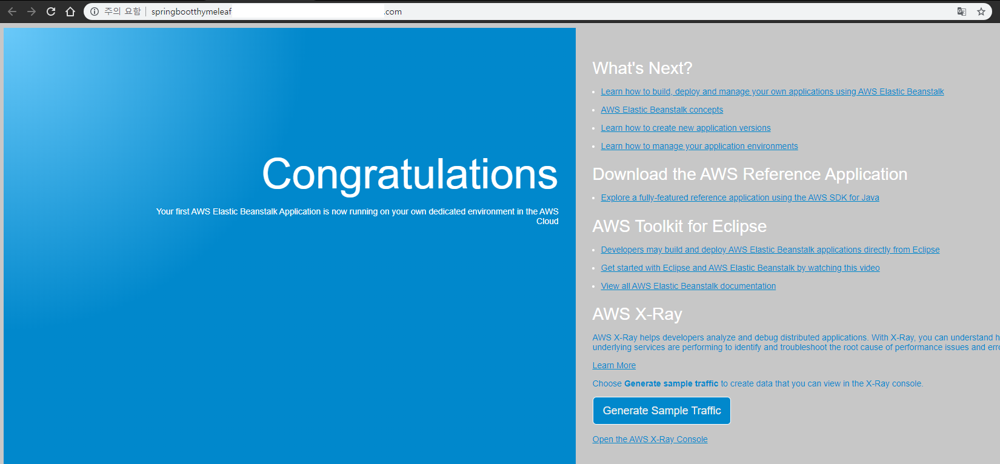 주의 요함 springbootthymeleaf .com
Congratulations
Your first AWS Elastic Beanstalk Application is now running on your own dedicated environment in the AWS
Cloud
What's Next?
Learn how to build, deploy and manage your own applications using AWS Elastic Beanstalk
AWS Elastic Beanstalk concepts
Learn how to create new application versions
Learn how to manage your application environments
Download the AWS Reference Application
Explore a fully-featured reference application using the AWS SDK for Java
AWS Toolkit for Eclipse
Developers may build and deploy AWS Elastic Beanstalk applications directly from Eclipse
Get started with Eclipse and AWS Elastic Beanstalk by watching this video
View all AWS Elastic Beanstalk documentation
AWS X-Ray
AWS X-Ray helps developers analyze and debug distributed applications. With X-Ray, you can understand
underlying services are performing to identify and troubleshoot the root cause of performance issues and
Learn More
Choose Generate sample traffic to create data that you can view in the X-Ray console.
Generate Sample Traffic
Open the AWS X-Ray Console